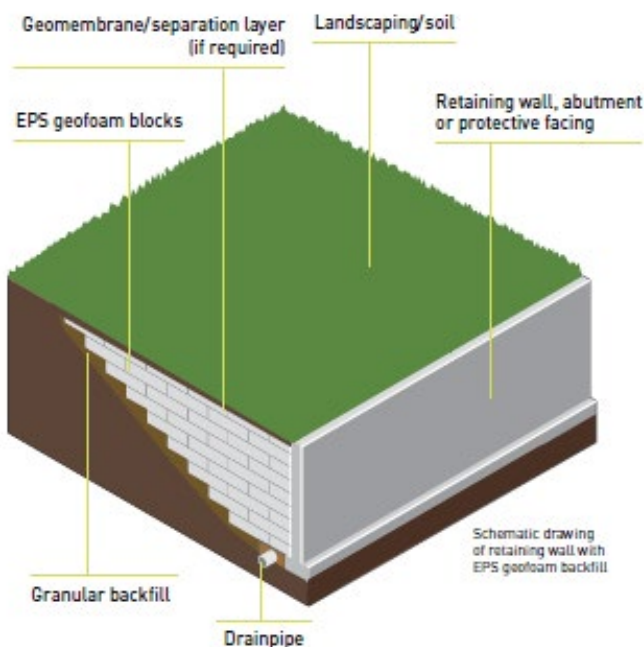 Geomembrane/separation layer
(if required)
Landscaping/soil
EPS geofoam blocks
Retaining wall, abutment
or protective facing
Schematic drawing
of retaining wall with
EPS geofoam backfill
Granular backfill
Drainpipe